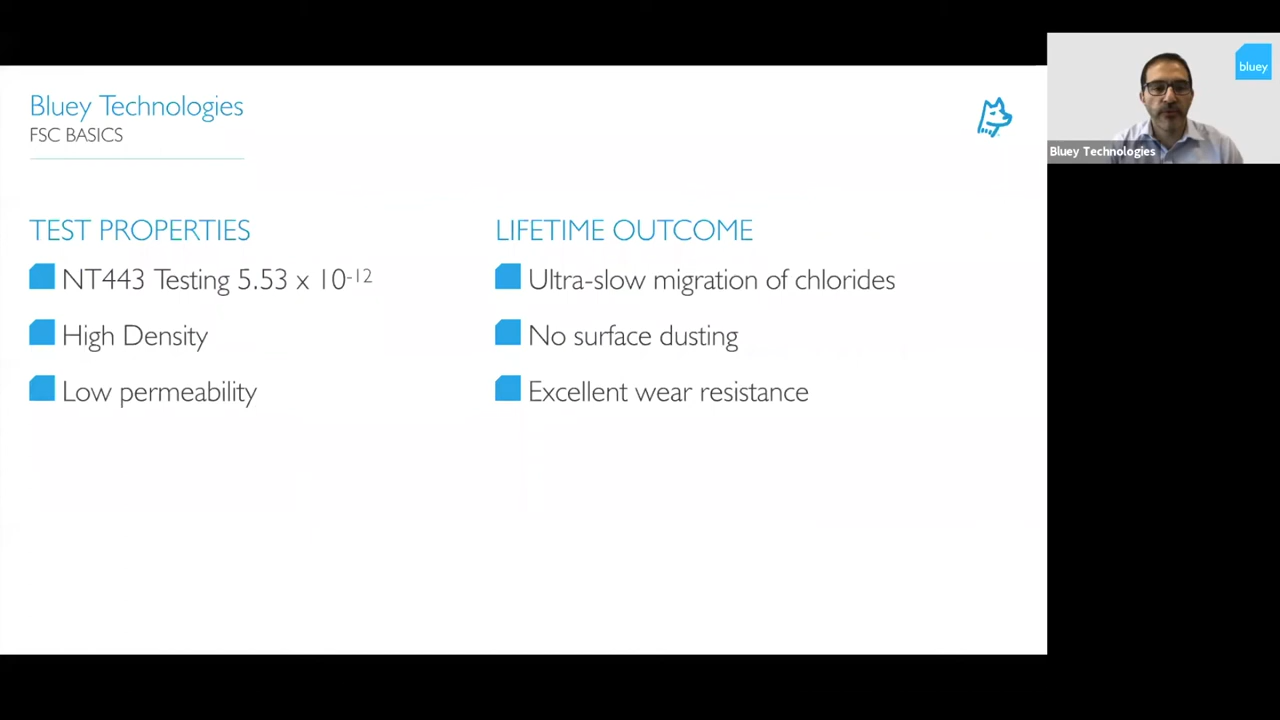 Bluey Technologies
FSC BASICS
TEST PROPERTIES
NT443 Testing 5.53 x 10-12
High Density
Low permeability
LIFETIME OUTCOME
Ultra-slow migration of chlorides
No surface dusting
Excellent wear resistance
bluey
Bluey Technologies